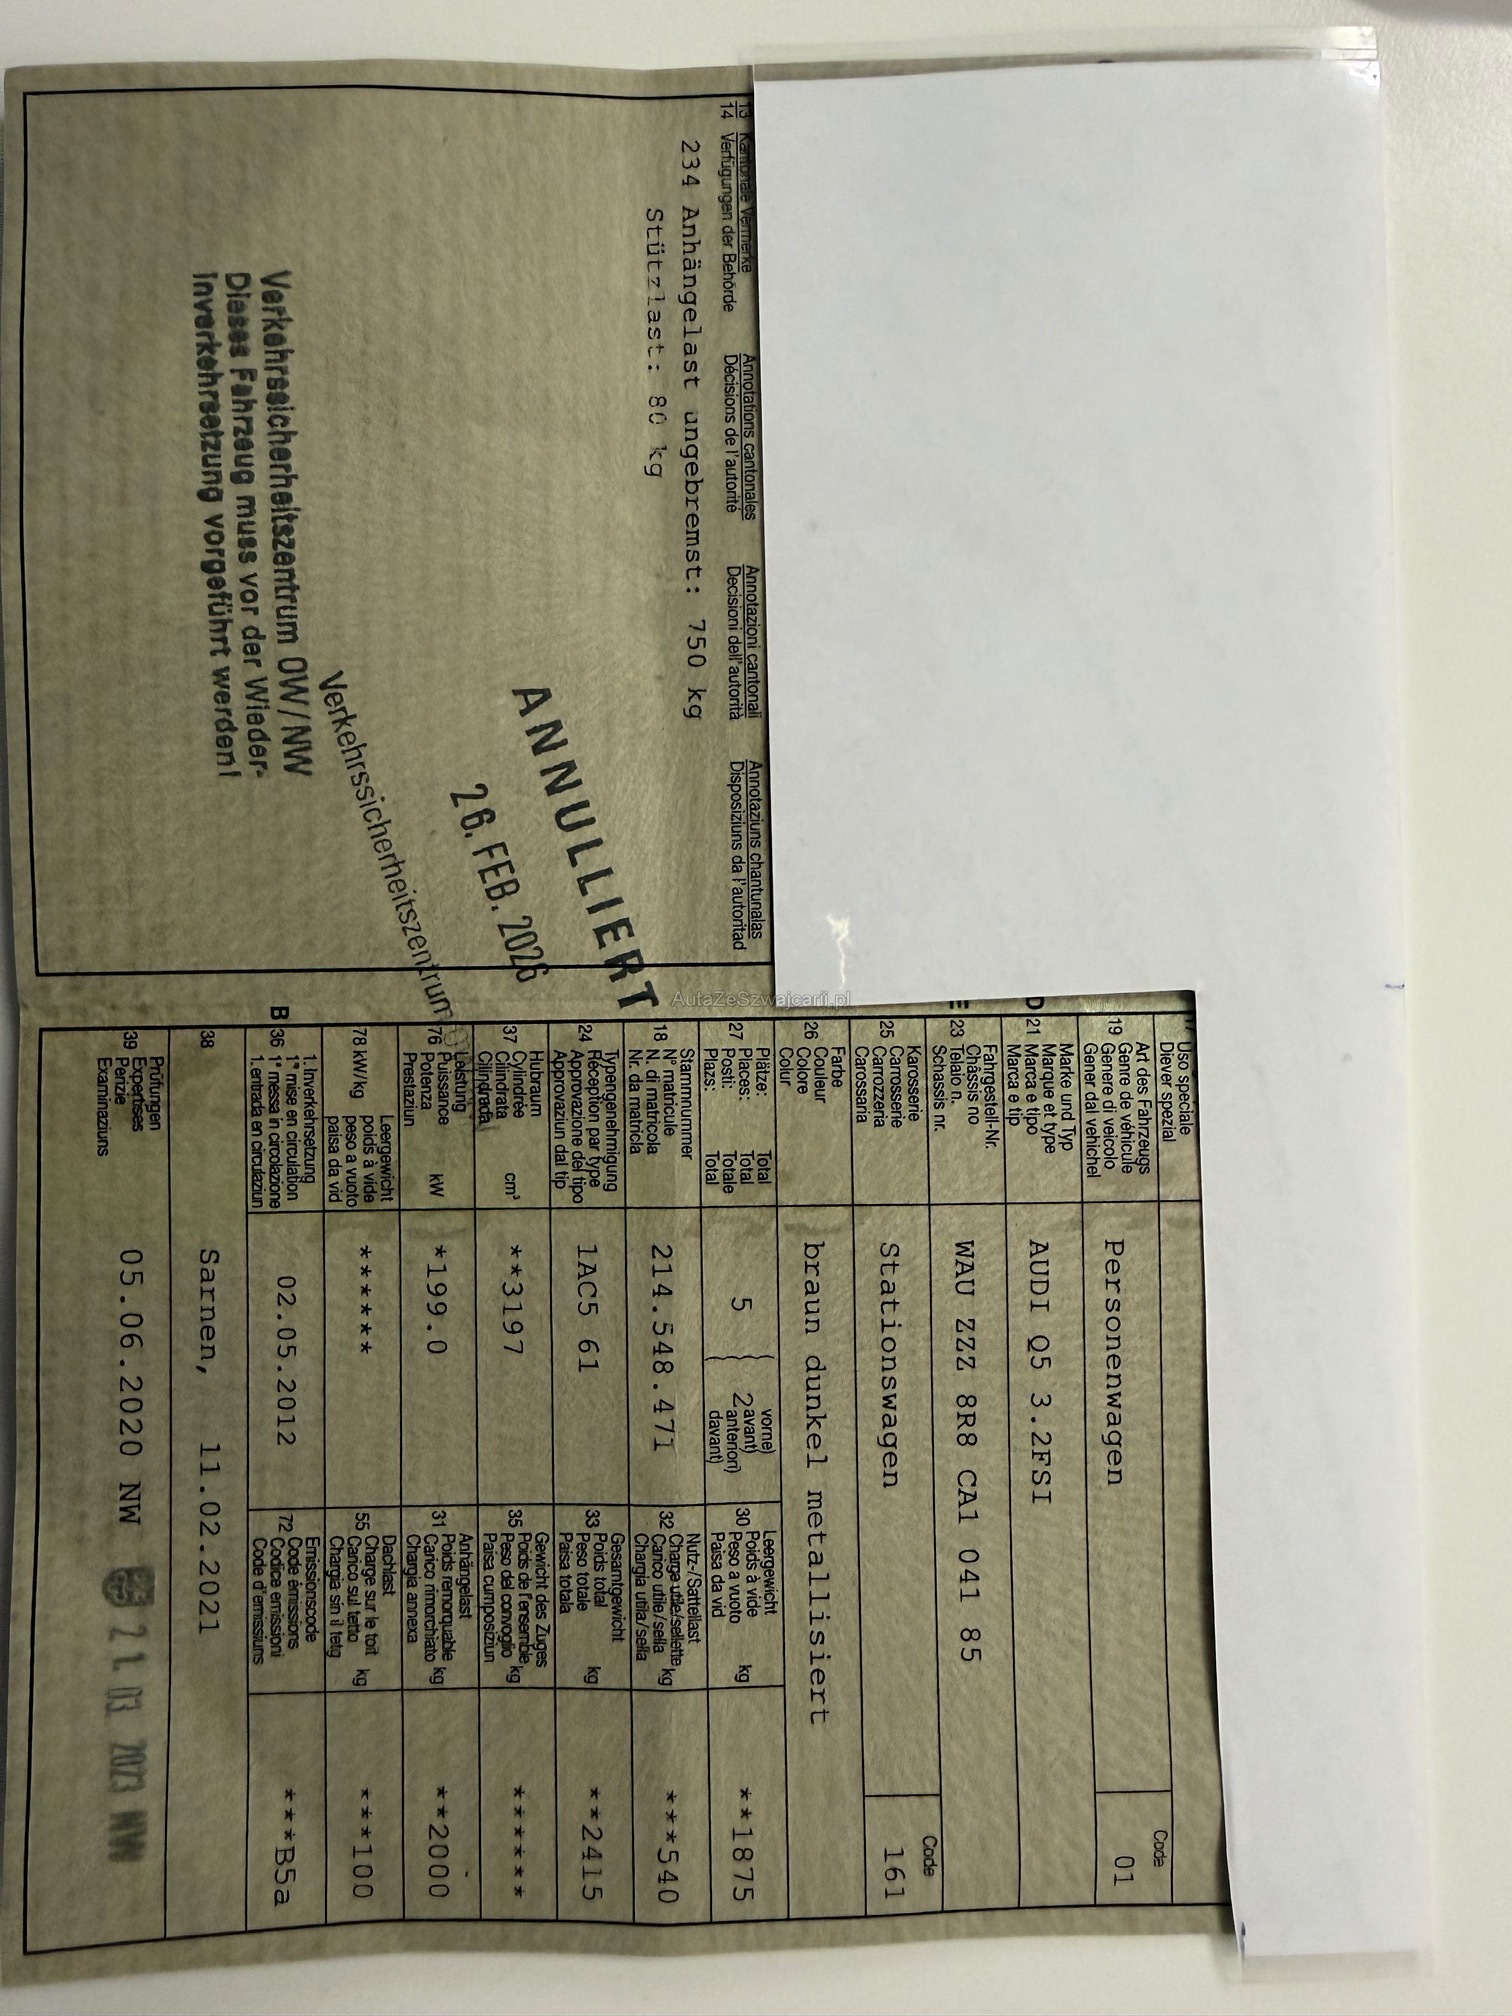 13 Kantonale Vermerke Annotations cantonales Annotazioni cantonali Annotaziuns chantunalas
14 Verfügungen der Behörde Décisions de l'autorité Decisioni dell'autorità Disposiziuns da l'autoritad
234 Anhängelast ungebremst: 750 kg
Stützlast: 80 kg
ANNULLIERT
26. FEB. 2026
Verkehrssicherheitszentrum
Verkehrssicherheitszentrum OW/NW
Dieses Fahrzeug muss vor der Wieder-
inverkehrsetzung vorgeführt werden!
AutaZeSzwajcarii.pl
Uso speciale
Diever spezial
Art des Fahrzeugs
19 Genre de véhicule
Genere di veicolo
Gener dal vehichel
Personenwagen
Code
01
D 21 Marke und Typ
Marque et type
Marca e tipo
Marca e tip
AUDI Q5 3.2FSI
E 23 Fahrgestell-Nr.
Châssis no
Telaio n.
Schassis nr.
WAU ZZZ 8R8 CA1 041 85
25 Karosserie
Carrosserie
Carrozzeria
Carossaria
Stationswagen
Code
161
26 Farbe
Couleur
Colore
Colur
braun dunkel metallisiert
27 Plätze: Total
Places: Total
Posti: Totale
Plazs: Total
5
2
vorne)
avant)
anteriori)
davant)
30 Leergewicht
Poids à vide
Peso a vuoto kg
Paisa da vid
**1875
18 Stammnummer
N° matricule
N. di matricola
Nr. da matricla
214.548.471
32 Nutz-/Sattellast
Charge utile/sellette kg
Carico utile/sella
Chargia utila/sella
***540
24 Typengenehmigung
Réception par type
Approvazione del tipo
Approvaziun dal tip
1AC5 61
33 Gesamtgewicht
Poids total
Peso totale kg
Paisa totala
**2415
37 Hubraum
Cylindrée
Cilindrata cm³
Cilindrada
**3197
35 Gewicht des Zuges
Poids de l'ensemble
Peso del convoglio kg
Paisa cumposiziun
******
76 Leistung
Puissance
Potenza kW
Prestaziun
*199.0
31 Anhängelast
Poids remorquable
Carico rimorchiato kg
Chargia annexa
**2000
78 kW/kg Leergewicht
poids à vide
peso a vuoto
paisa da vid
******
55 Dachlast
Charge sur le toit
Carico sul tetto kg
Chargia sin il tetg
***100
B 36 1. Inverkehrsetzung
1re mise en circulation
1a messa in circolazione
1. entrada en circulaziun
02.05.2012
72 Emissionscode
Code émissions
Codice emissioni
Code d'emissiuns
***B5a
38
Sarnen, 11.02.2021
39 Prüfungen
Expertises
Perizie
Examinaziuns
05.06.2020 NW
21.03.2023 NW